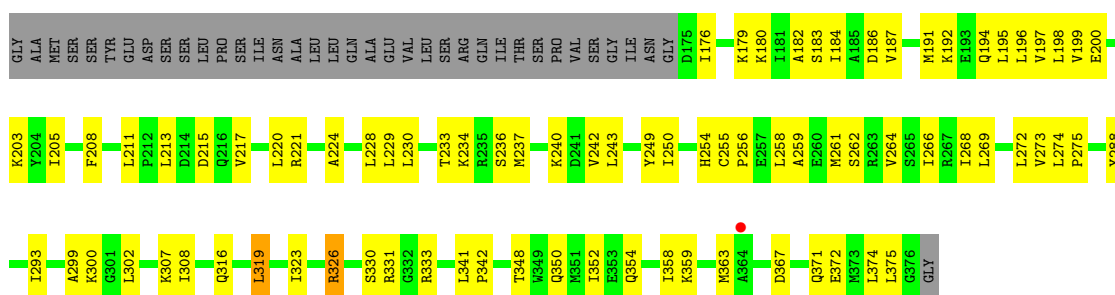 GLY ALA MET SER SER TYR GLU ASP SER SER LEU PRO SER ILE ASN ALA LEU LEU GLN ALA GLU VAL LEU SER ARG GLN ILE THR SER PRO VAL SER GLY ILE ASN GLY D175 I176 K179 K180 I181 A182 S183 I184 A185 D186 V187 M191 K192 E193 Q194 L195 L196 V197 L198 V199 E200
K203 Y204 I205 F208 L211 P212 L213 D214 D215 Q216 V217 L220 R221 A224 L228 L229 L230 T233 K234 R235 S236 M237 K240 D241 V242 L243 Y249 I250 H254 C255 P256 E257 L258 A259 E260 M261 S262 R263 V264 S265 I266 R267 I268 L269 L272 V273 L274 P275
I293 A299 K300 G301 L302 K307 I308 Q316 L319 I323 R326 S330 R331 G332 R333 L341 P342 T348 W349 Q350 M351 I352 E353 Q354 I358 K359 M363 A364 D367 Q371 E372 M373 L374 L375 G376 GLY